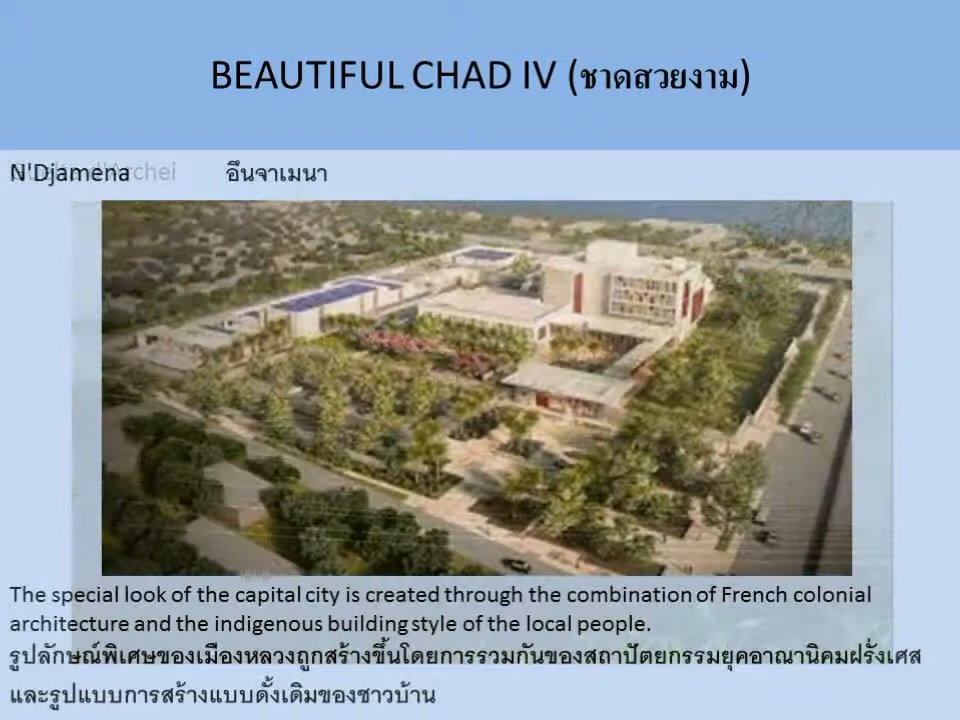 BEAUTIFUL CHAD IV (ชาดสวยงาม)
N'Djamena อึนจาเมนา
The special look of the capital city is created through the combination of French colonial
architecture and the indigenous building style of the local people.
รูปลักษณ์พิเศษของเมืองหลวงถูกสร้างขึ้นโดยการรวมกันของสถาปัตยกรรมยุคอาณานิคมฝรั่งเศส
และรูปแบบการสร้างแบบดั้งเดิมของชาวบ้าน